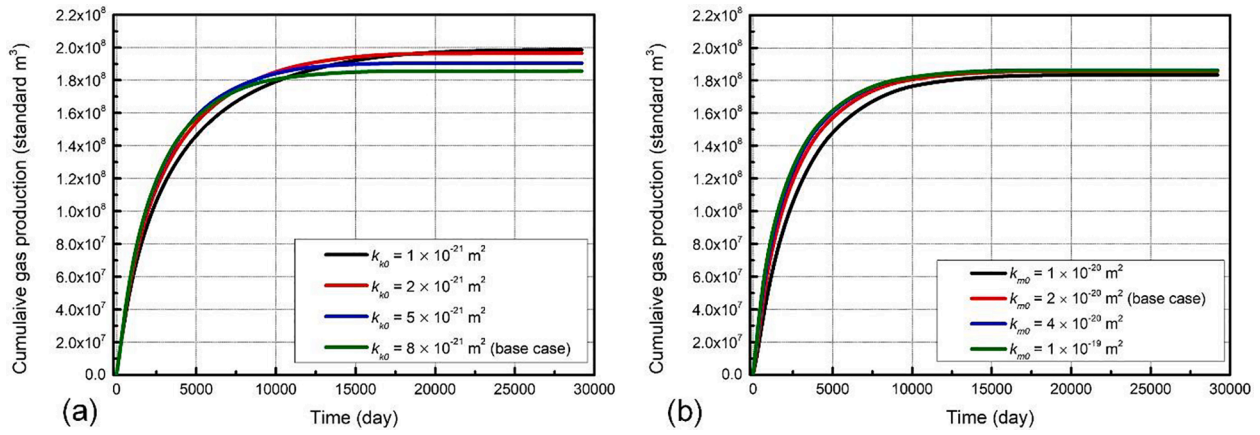 Cumulaive gas production (standard m³)
2.2x10⁸
2.0x10⁸
1.8x10⁸
1.6x10⁸
1.4x10⁸
1.2x10⁸
1.0x10⁸
8.0x10⁷
6.0x10⁷
4.0x10⁷
2.0x10⁷
0.0
k_k0 = 1 × 10⁻²¹ m²
k_k0 = 2 × 10⁻²¹ m²
k_k0 = 5 × 10⁻²¹ m²
k_k0 = 8 × 10⁻²¹ m² (base case)
0 5000 10000 15000 20000 25000 30000
(a)
Time (day)
Cumulaive gas production (standard m³)
2.2x10⁸
2.0x10⁸
1.8x10⁸
1.6x10⁸
1.4x10⁸
1.2x10⁸
1.0x10⁸
8.0x10⁷
6.0x10⁷
4.0x10⁷
2.0x10⁷
0.0
k_m0 = 1 × 10⁻²⁰ m²
k_m0 = 2 × 10⁻²⁰ m² (base case)
k_m0 = 4 × 10⁻²⁰ m²
k_m0 = 1 × 10⁻¹⁹ m²
0 5000 10000 15000 20000 25000 30000
(b)
Time (day)